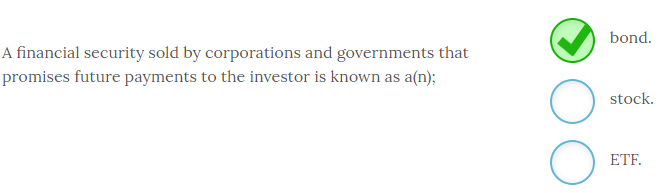 A financial security sold by corporations and governments that
promises future payments to the investor is known as a(n);
bond.
stock.
ETF.